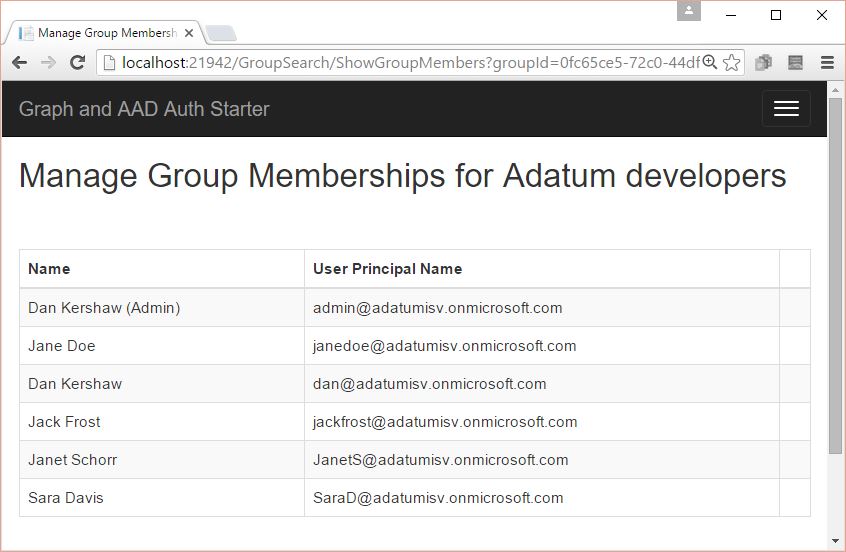 Manage Group Membersh
localhost:21942/GroupSearch/ShowGroupMembers?groupId=0fc65ce5-72c0-44df
Graph and AAD Auth Starter
Manage Group Memberships for Adatum developers
Name User Principal Name
Dan Kershaw (Admin) admin@adatumisv.onmicrosoft.com
Jane Doe janedoe@adatumisv.onmicrosoft.com
Dan Kershaw dan@adatumisv.onmicrosoft.com
Jack Frost jackfrost@adatumisv.onmicrosoft.com
Janet Schorr JanetS@adatumisv.onmicrosoft.com
Sara Davis SaraD@adatumisv.onmicrosoft.com